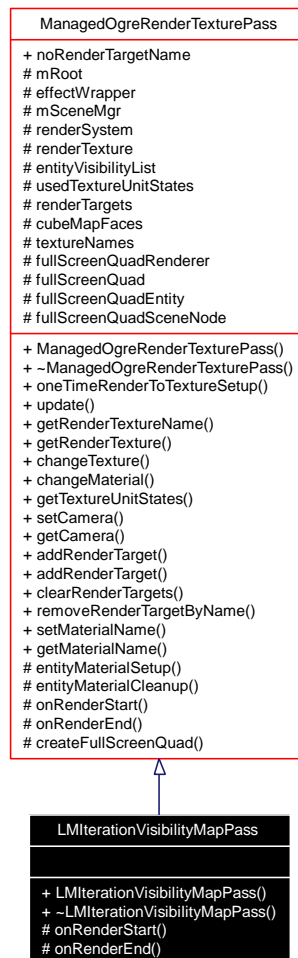 ManagedOgreRenderTexturePass
+ noRenderTargetName
# mRoot
# effectWrapper
# mSceneMgr
# renderSystem
# renderTexture
# entityVisibilityList
# usedTextureUnitStates
# renderTargets
# cubeMapFaces
# textureNames
# fullScreenQuadRenderer
# fullScreenQuad
# fullScreenQuadEntity
# fullScreenQuadSceneNode
+ ManagedOgreRenderTexturePass()
+ ~ManagedOgreRenderTexturePass()
+ oneTimeRenderToTextureSetup()
+ update()
+ getRenderTextureName()
+ getRenderTexture()
+ changeTexture()
+ changeMaterial()
+ getTextureUnitStates()
+ setCamera()
+ getCamera()
+ addRenderTarget()
+ addRenderTarget()
+ clearRenderTargets()
+ removeRenderTargetByName()
+ setMaterialName()
+ getMaterialName()
# entityMaterialSetup()
# entityMaterialCleanup()
# onRenderStart()
# onRenderEnd()
# createFullScreenQuad()
LMIterationVisibilityMapPass
+ LMIterationVisibilityMapPass()
+ ~LMIterationVisibilityMapPass()
# onRenderStart()
# onRenderEnd()